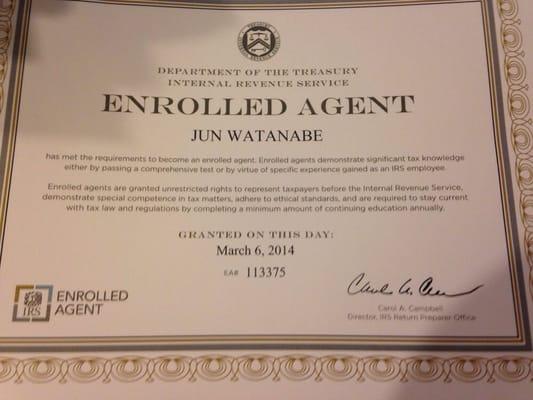 DEPARTMENT OF THE TREASURY
INTERNAL REVENUE SERVICE
ENROLLED AGENT
JUN WATANABE
has met the requirements to become an enrolled agent. Enrolled agents demonstrate significant tax knowledge
either by passing a comprehensive test or by virtue of specific experience gained as an IRS employee.
Enrolled agents are granted unrestricted rights to represent taxpayers before the Internal Revenue Service,
demonstrate special competence in tax matters, adhere to ethical standards, and are required to stay current
with tax law and regulations by completing a minimum amount of continuing education annually.
GRANTED ON THIS DAY:
March 6, 2014
EA# 113375
IRS
ENROLLED
AGENT
Carol A. Campbell
Director, IRS Return Preparer Office